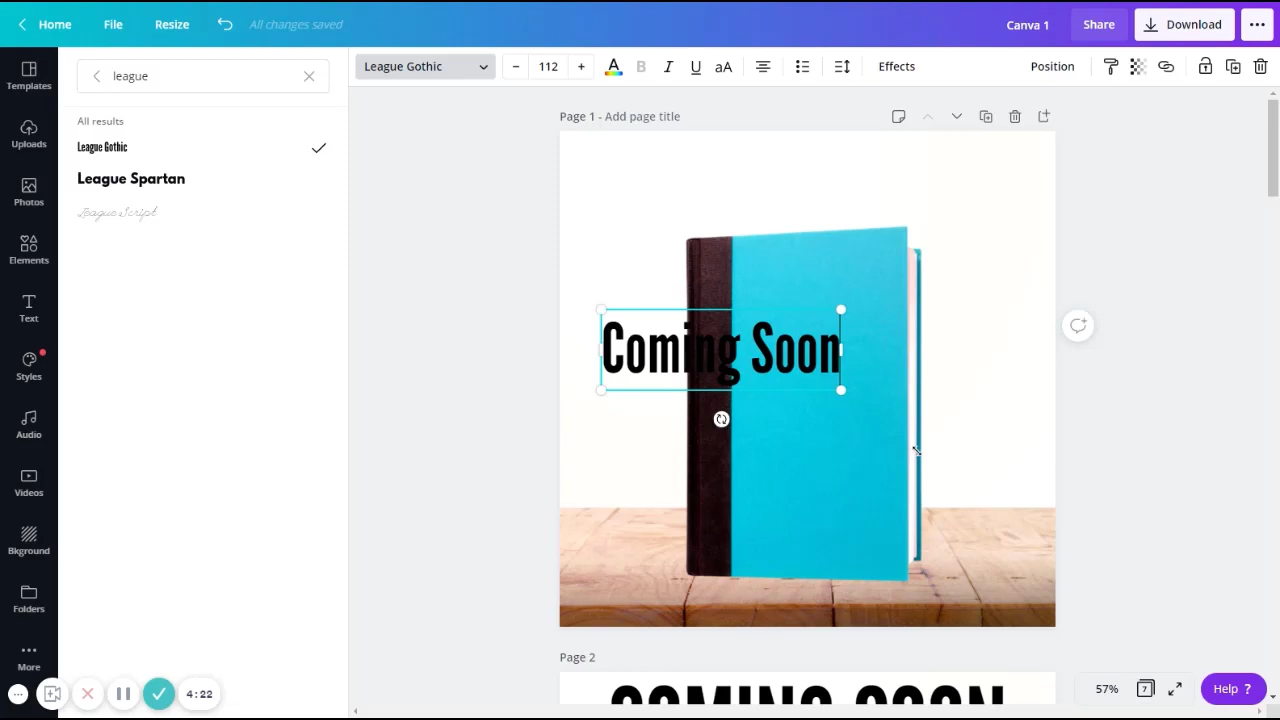 Home File Resize All changes saved Canva 1 Share Download
league
League Gothic 112 B I U aA Effects Position
Templates
Uploads
Photos
Elements
Text
Styles
Audio
Videos
Bkground
Folders
More
All results
League Gothic
League Spartan
League Script
Page 1 - Add page title
Coming Soon
Page 2
COMING SOON
4:22
57% 7 Help ?